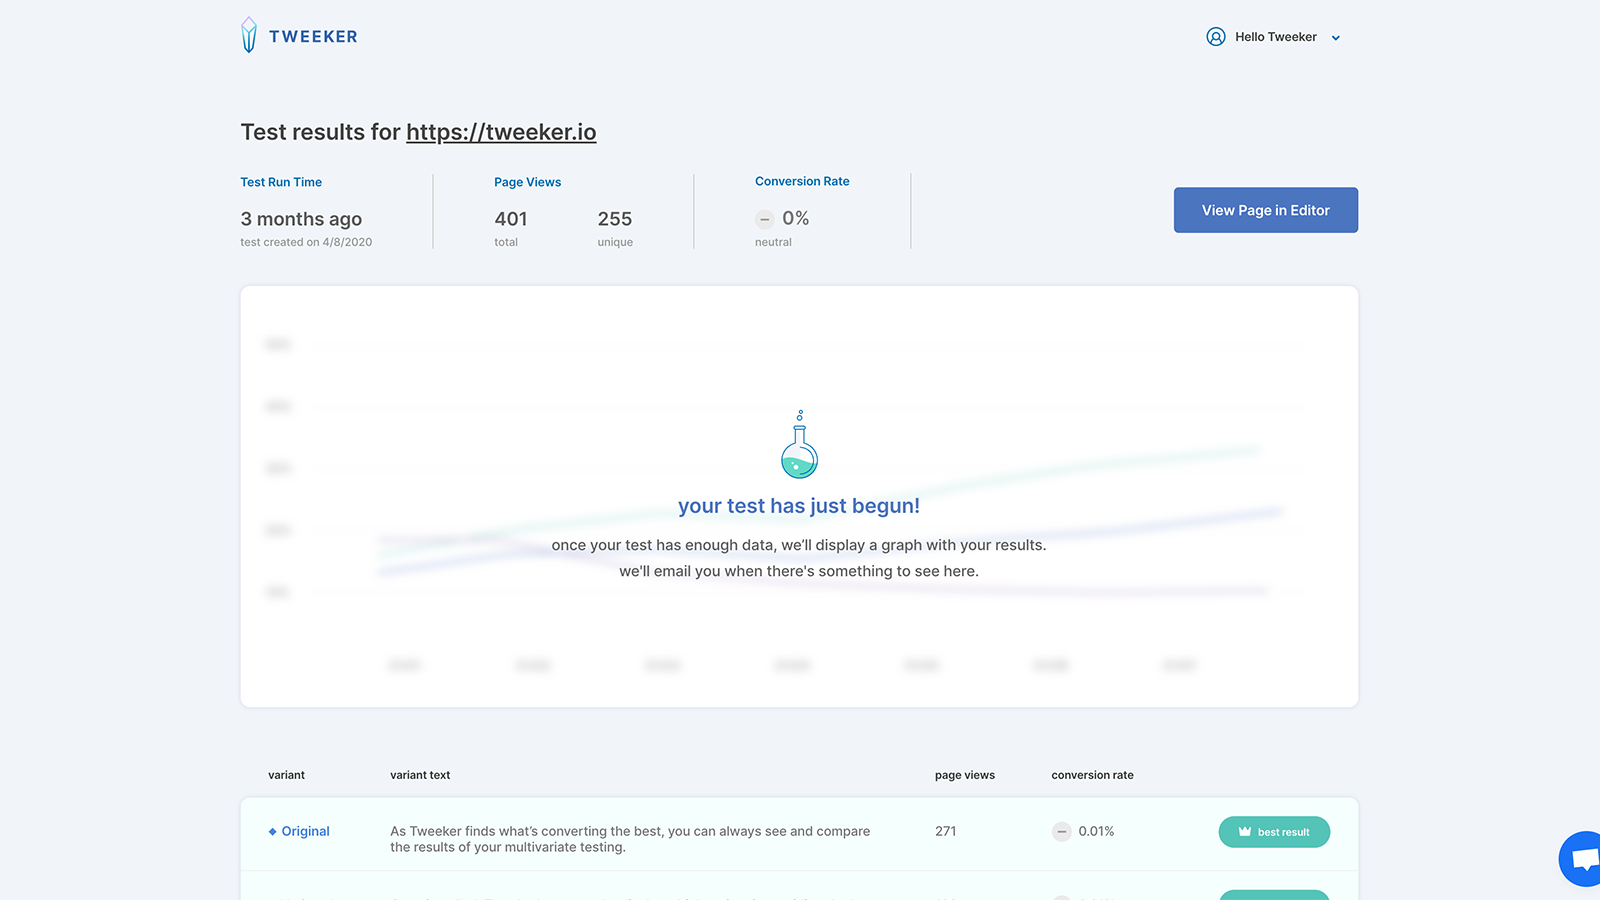 TWEEKER
Hello Tweeker
Test results for https://tweeker.io
Test Run Time
3 months ago
test created on 4/8/2020
Page Views
401
total
255
unique
Conversion Rate
0%
neutral
View Page in Editor
your test has just begun!
once your test has enough data, we’ll display a graph with your results.
we'll email you when there's something to see here.
variant
variant text
page views
conversion rate
Original
As Tweeker finds what’s converting the best, you can always see and compare
the results of your multivariate testing.
271
0.01%
best result